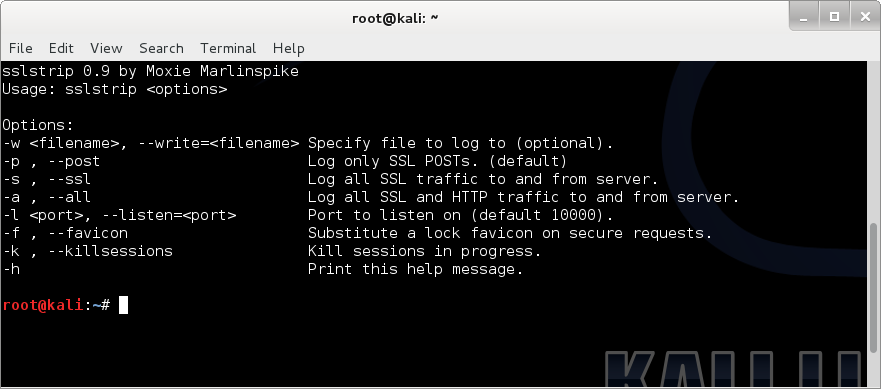 root@kali: ~
File Edit View Search Terminal Help
sslstrip 0.9 by Moxie Marlinspike
Usage: sslstrip <options>
Options:
-w <filename>, --write=<filename> Specify file to log to (optional).
-p , --post Log only SSL POSTs. (default)
-s , --ssl Log all SSL traffic to and from server.
-a , --all Log all SSL and HTTP traffic to and from server.
-l <port>, --listen=<port> Port to listen on (default 10000).
-f , --favicon Substitute a lock favicon on secure requests.
-k , --killsessions Kill sessions in progress.
-h Print this help message.
root@kali:~#